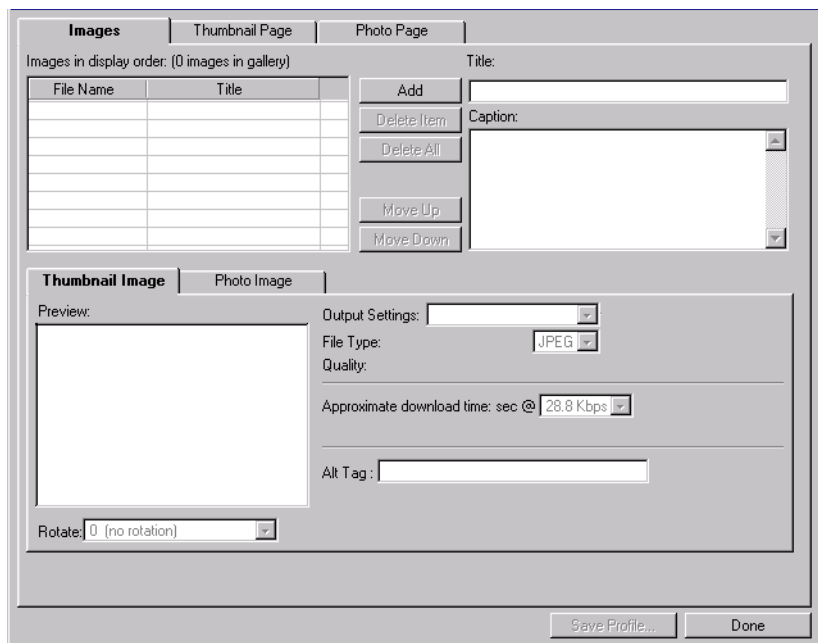 Images Thumbnail Page Photo Page
Images in display order: (0 images in gallery)
File Name Title
Add
Delete Item
Delete All
Move Up
Move Down
Title:
Caption:
Thumbnail Image Photo Image
Preview:
Rotate: 0 (no rotation)
Output Settings:
File Type: JPEG
Quality:
Approximate download time: sec @ 28.8 Kbps
Alt Tag :
Save Profile... Done